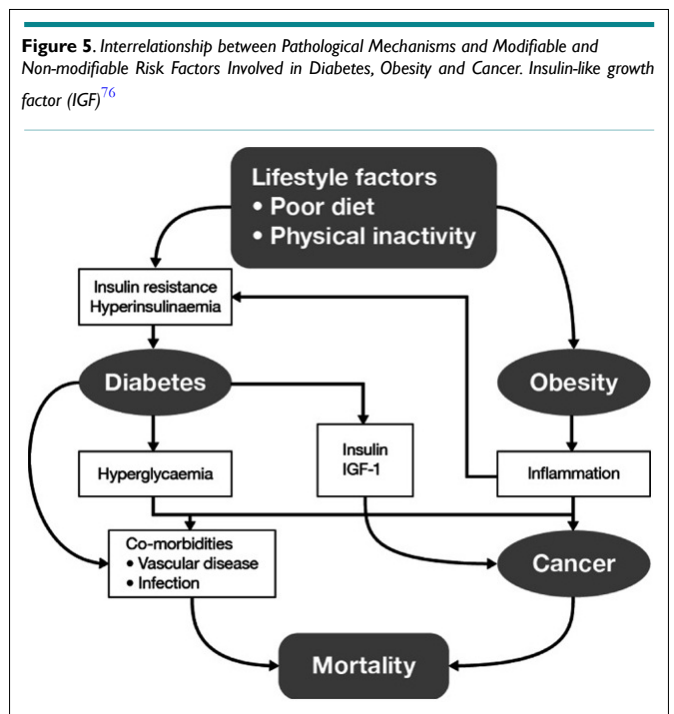 Figure 5. Interrelationship between Pathological Mechanisms and Modifiable and
Non-modifiable Risk Factors Involved in Diabetes, Obesity and Cancer. Insulin-like growth
factor (IGF)76
Lifestyle factors
• Poor diet
• Physical inactivity
Insulin resistance
Hyperinsulinaemia
Diabetes
Obesity
Hyperglycaemia
Insulin
IGF-1
Inflammation
Co-morbidities
• Vascular disease
• Infection
Cancer
Mortality